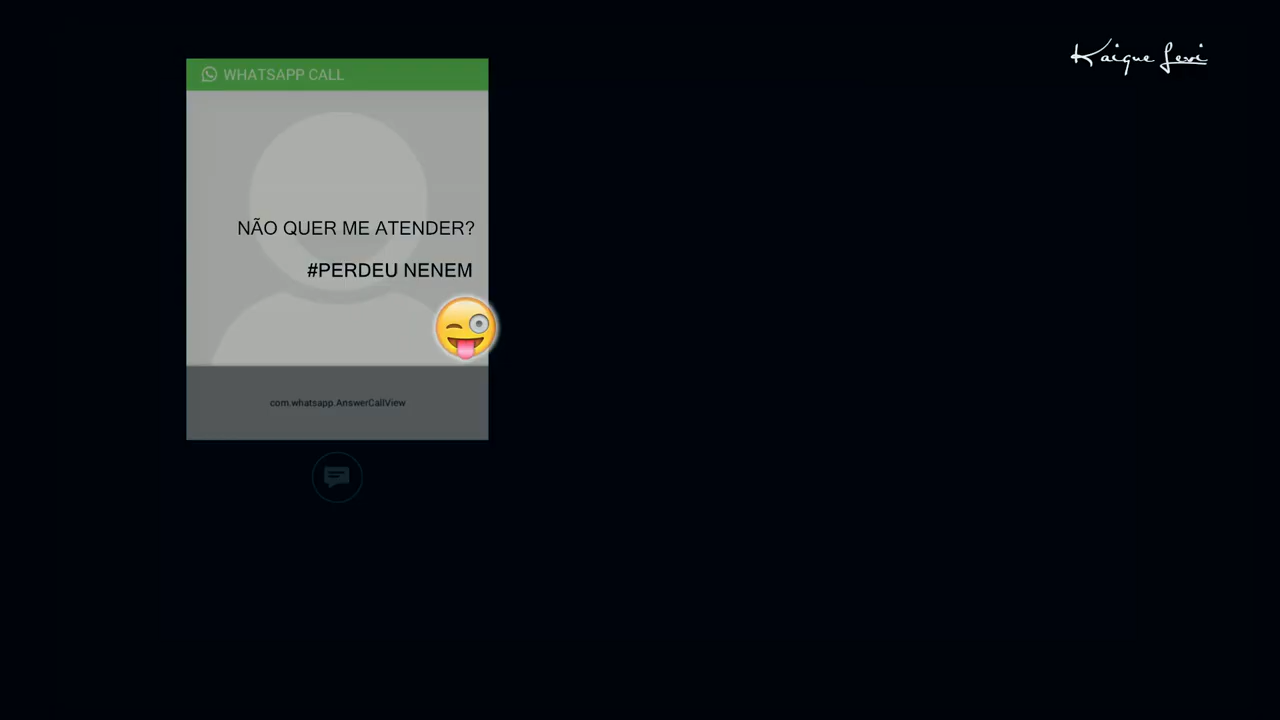 Kaique Levi
WHATSAPP CALL
NÃO QUER ME ATENDER?
#PERDEU NENEM
com.whatsapp.AnswerCallView